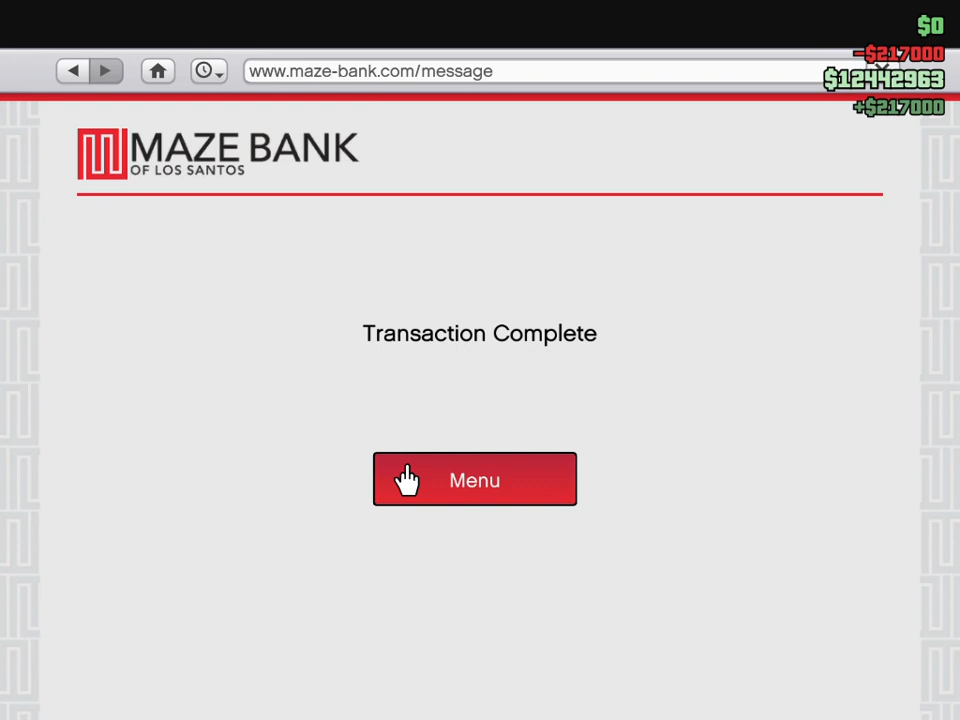 $0
-$217000
www.maze-bank.com/message
$12442963
+$217000
MAZE BANK
OF LOS SANTOS
Transaction Complete
Menu